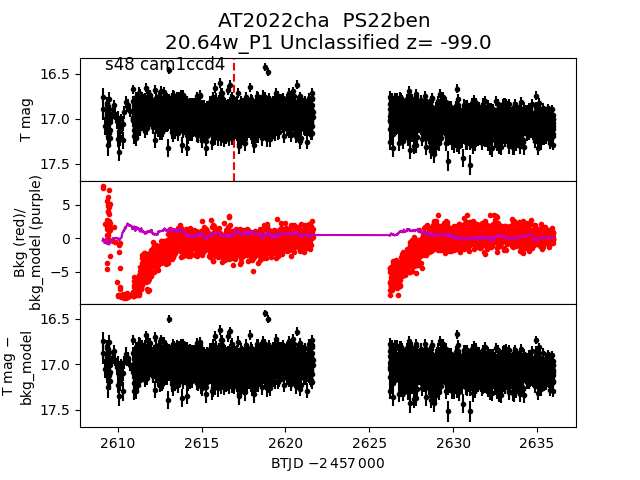 AT2022cha  PS22ben
20.64w_P1 Unclassified z= -99.0
s48 cam1ccd4
16.5
17.0
17.5
T mag
5
0
−5
Bkg (red)/
bkg_model (purple)
16.5
17.0
17.5
T mag −
bkg_model
2610
2615
2620
2625
2630
2635
BTJD −2 457 000